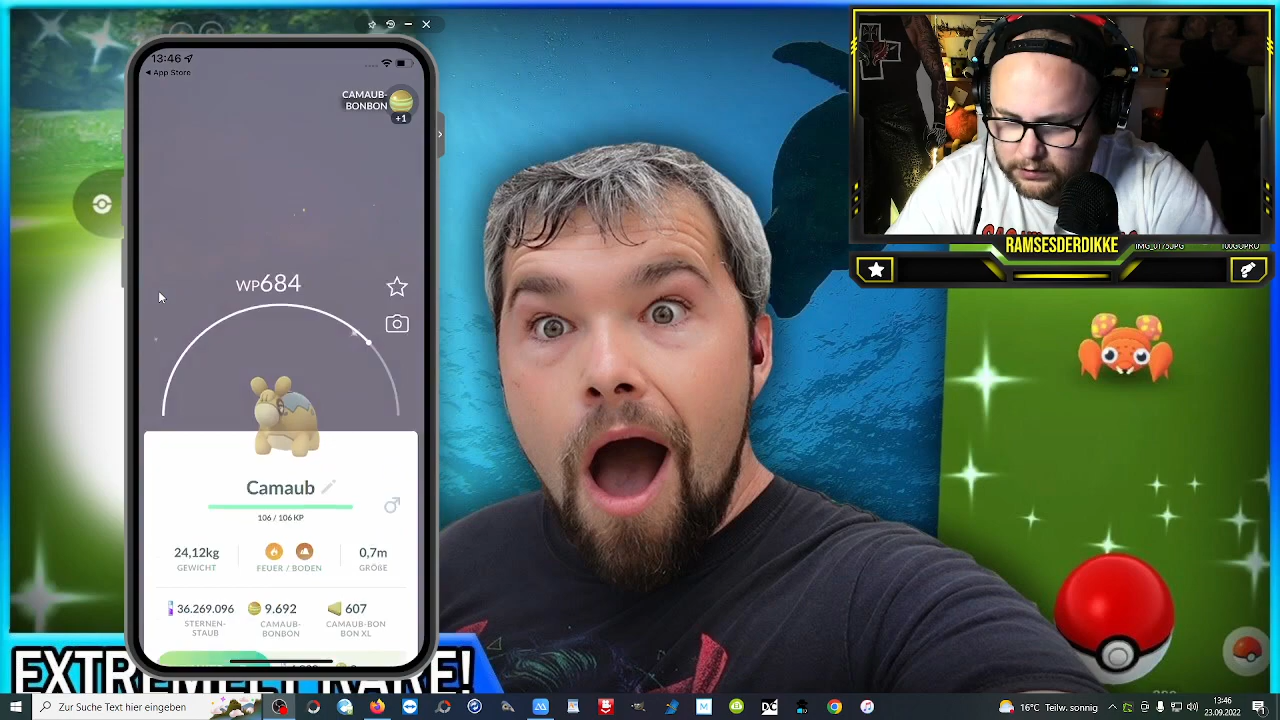 13:46
App Store
CAMAUB-
BONBON
+1
WP684
Camaub
106 / 106 KP
24,12kg
GEWICHT
FEUER / BODEN
0,7m
GRÖSSE
36.269.096
STERNEN-
STAUB
9.692
CAMAUB-
BONBON
607
CAMAUB-BON
BON XL
RAMSESDERDIKKE
Zur Suche Text hier eingeben
16°C Teilw. sonnig
13:46
23.09.2022